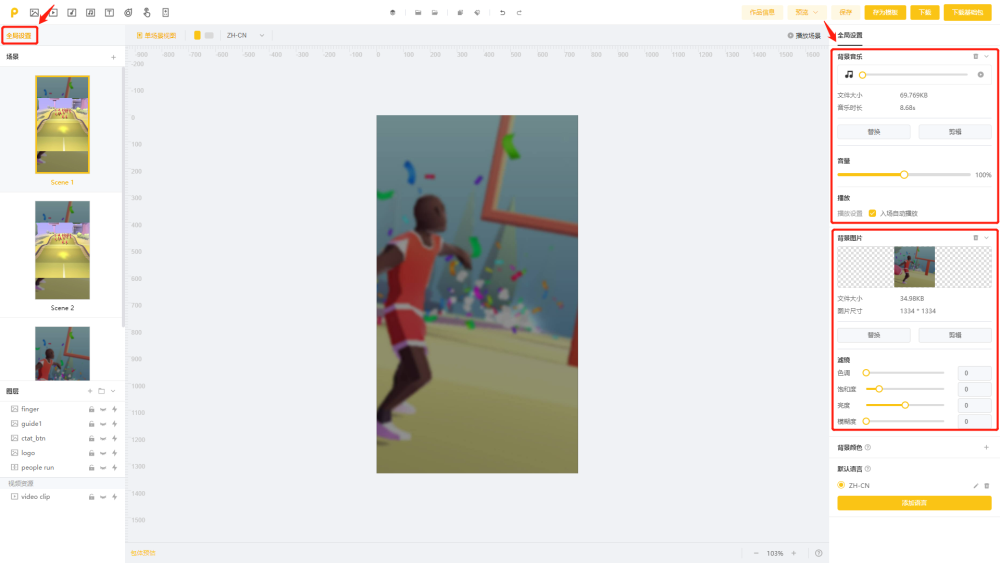 作品信息
预览
保存
存为模板
下载
下载基础包
全局设置
单场景视图
ZH-CN
播放场景
全局设置
场景
+
Scene 1
Scene 2
图层
finger
guide1
ctat_btn
logo
people run
视频资源
video clip
-900 -800 -700 -600 -500 -400 -300 -200 -100 0 100 200 300 400 500 600 700 800 900 1000 1100 1200 1300 1400 1500 1600
-200
-100
0
100
200
300
400
500
600
700
800
900
1000
1100
1200
1300
1400
1500
103%
背景音乐
文件大小 69.769KB
音乐时长 8.68s
替换 剪辑
音量
100%
播放
播放设置 入场自动播放
背景图片
文件大小 34.98KB
图片尺寸 1334 * 1334
替换 剪辑
滤镜
色调 0
饱和度 0
亮度 0
模糊度 0
背景颜色
默认语言
ZH-CN
添加语言